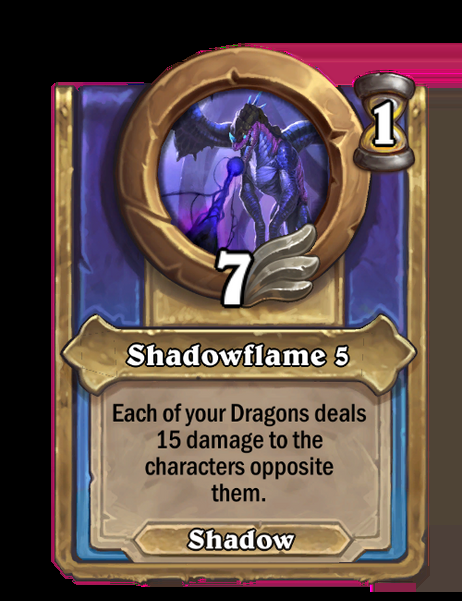 1
7
Shadowflame 5
Each of your Dragons deals
15 damage to the
characters opposite
them.
Shadow